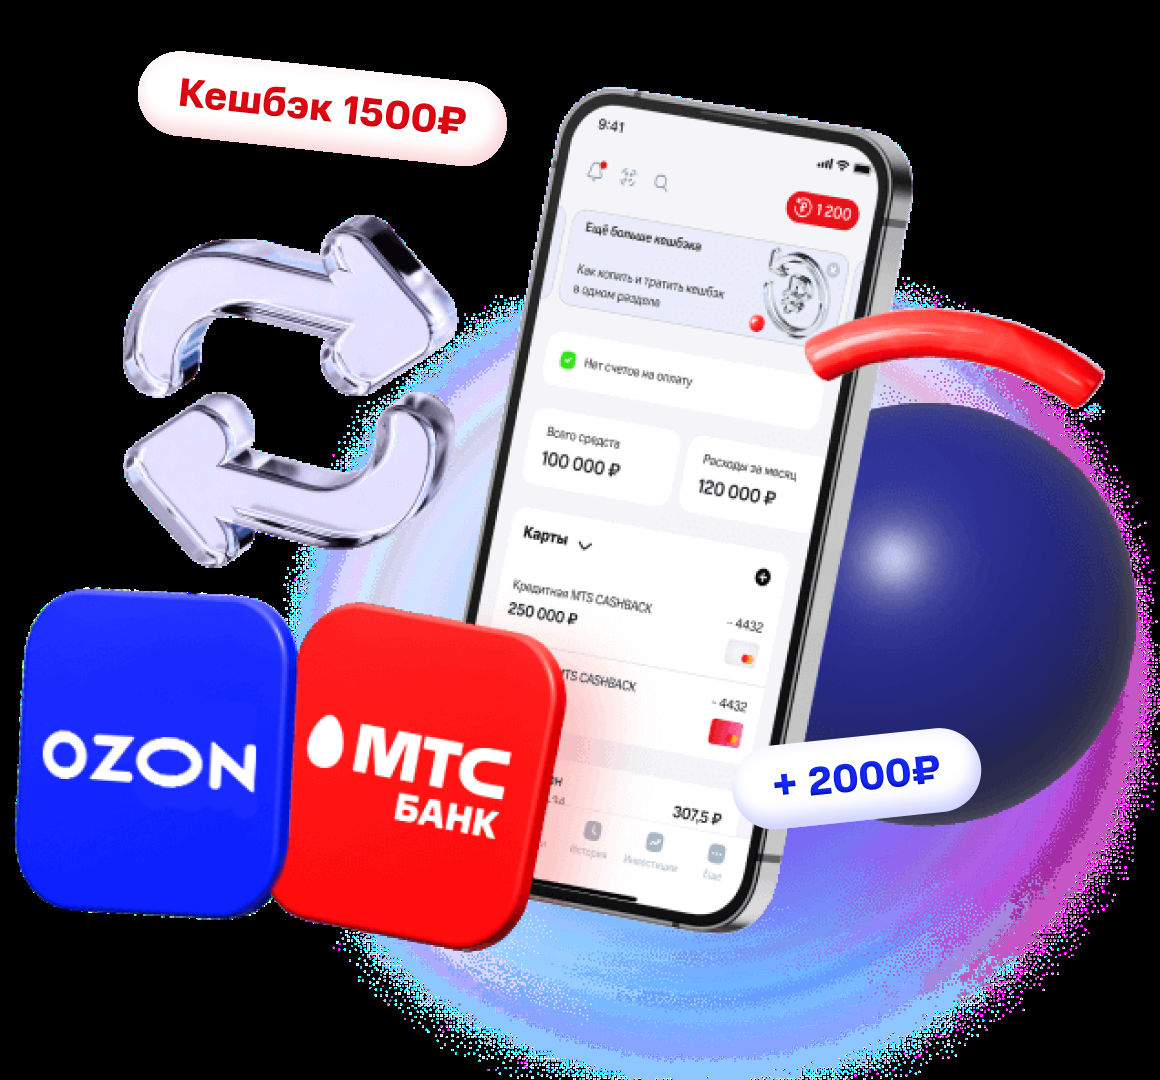 Кешбэк 1500₽
9:41
1 200
Ещё больше кешбэка
Как копить и тратить кешбэк
в одном разделе
Нет счетов на оплату
Всего средств
100 000 ₽
Расходы за месяц
120 000 ₽
Карты
Кредитная MTS CASHBACK
250 000 ₽
4432
MTS CASHBACK
4432
307,5 ₽
История
Инвестиции
Ещё
OZON
МТС
БАНК
+ 2000₽